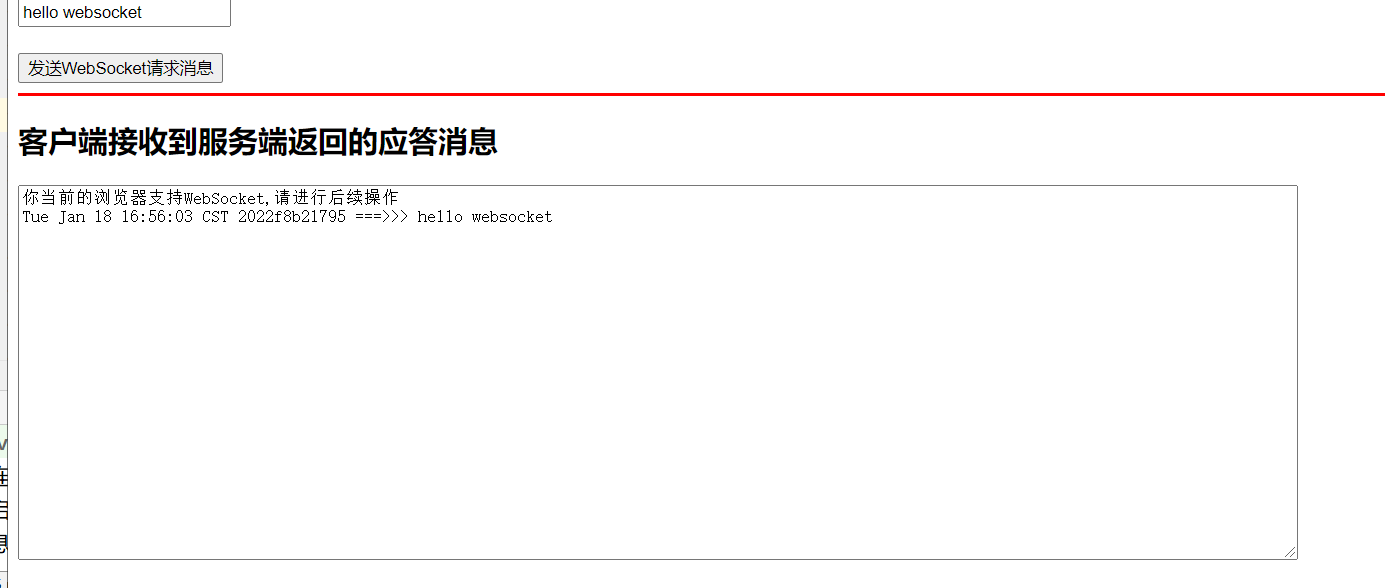 hello websocket
发送WebSocket请求消息
客户端接收到服务端返回的应答消息
你当前的浏览器支持WebSocket,请进行后续操作
Tue Jan 18 16:56:03 CST 2022f8b21795 ===>>> hello websocket